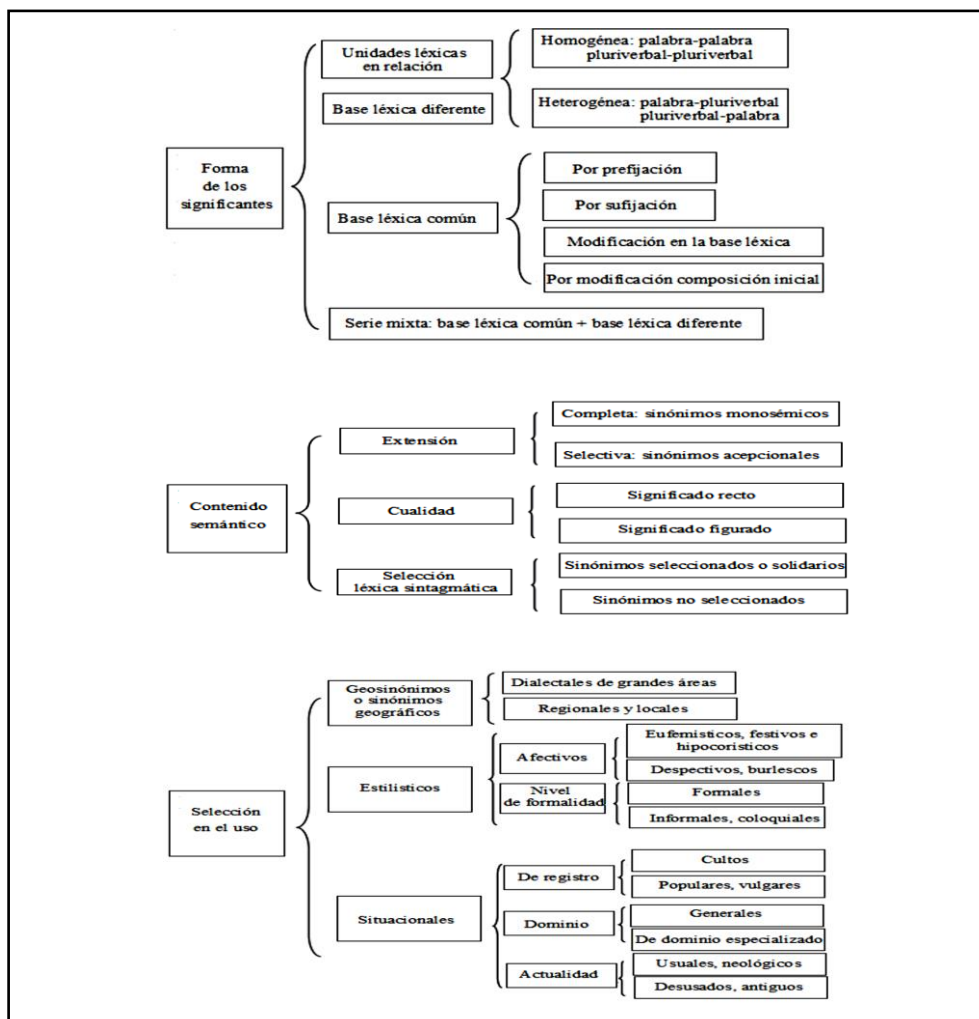 Forma
de los
significantes
Unidades léxicas
en relación
Homogénea: palabra-palabra
pluriverbal-pluriverbal
Heterogénea: palabra-pluriverbal
pluriverbal-palabra
Base léxica diferente
Base léxica común
Por prefijación
Por sufijación
Modificación en la base léxica
Por modificación composición inicial
Serie mixta: base léxica común + base léxica diferente
Contenido
semántico
Extensión
Completa: sinónimos monosémicos
Selectiva: sinónimos acepcionales
Cualidad
Significado recto
Significado figurado
Selección
léxica sintagmática
Sinónimos seleccionados o solidarios
Sinónimos no seleccionados
Selección
en el uso
Geosinónimos
o sinónimos
geográficos
Dialectales de grandes áreas
Regionales y locales
Estilísticos
Afectivos
Eufemísticos, festivos e
hipocorísticos
Despectivos, burlescos
Nivel
de formalidad
Formales
Informales, coloquiales
Situacionales
De registro
Cultos
Populares, vulgares
Dominio
Generales
De dominio especializado
Actualidad
Usuales, neológicos
Desusados, antiguos